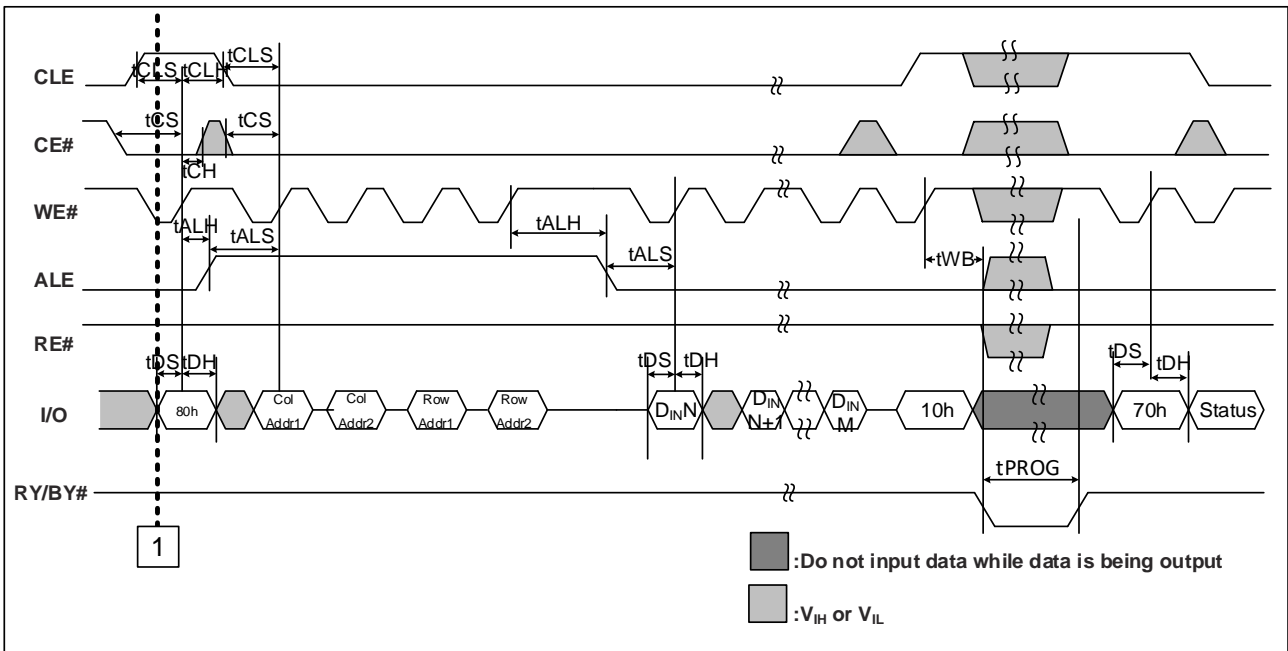 tCLS
CLE
tCLS
tCLH
tCS
tCS
CE#
tCH
WE#
tALH
tALS
tALH
tALS
tWB
ALE
RE#
tDS
tDH
tDS
tDH
tDS
tDH
I/O
80h
Col Addr1
Col Addr2
Row Addr1
Row Addr2
DINN
DIN N+1
DIN M
10h
70h
Status
tPROG
RY/BY#
1
:Do not input data while data is being output
:VIH or VIL